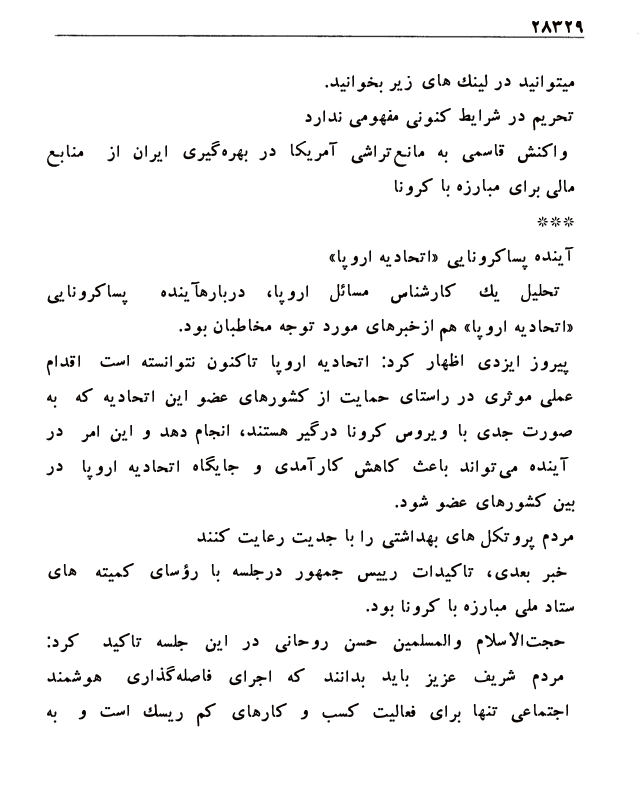 ۲۸۳۲۹
میتوانید در لینك های زیر بخوانید.
تحریم در شرایط کنونی مفهومی ندارد
واکنش قاسمی به مانع‌تراشی آمریکا در بهره‌گیری ایران از منابع
مالی برای مبارزه با کرونا
***
آینده پساکرونایی «اتحادیه اروپا»
تحلیل یك کارشناس مسائل اروپا، دربارهآینده پساکرونایی
«اتحادیه اروپا» هم ازخبرهای مورد توجه مخاطبان بود.
پیروز ایزدی اظهار کرد: اتحادیه اروپا تاکنون نتوانسته است اقدام
عملی موثری در راستای حمایت از کشورهای عضو این اتحادیه که به
صورت جدی با ویروس کرونا درگیر هستند، انجام دهد و این امر در
آینده می‌تواند باعث کاهش کارآمدی و جایگاه اتحادیه اروپا در
بین کشورهای عضو شود.
مردم پروتکل های بهداشتی را با جدیت رعایت کنند
خبر بعدی، تاکیدات رییس جمهور درجلسه با رؤسای کمیته های
ستاد ملی مبارزه با کرونا بود.
حجت‌الاسلام والمسلمین حسن روحانی در این جلسه تاکید کرد:
مردم شریف عزیز باید بدانند که اجرای فاصله‌گذاری هوشمند
اجتماعی تنها برای فعالیت کسب و کارهای کم ریسك است و به